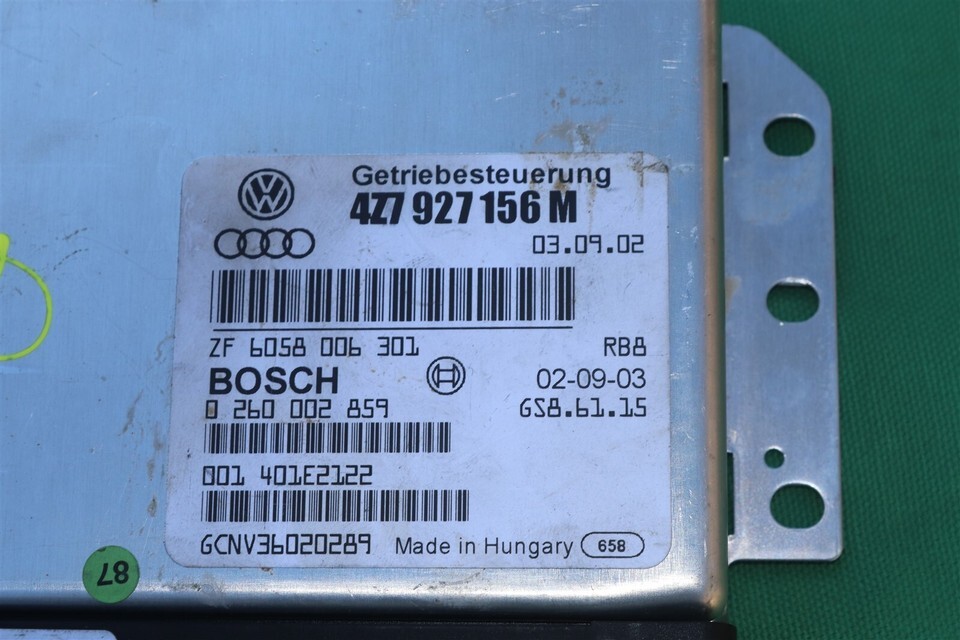 Getriebesteuerung
4Z7 927 156 M
03.09.02
ZF 6058 006 301 RB8
BOSCH 02-09-03
0 260 002 859 GS8.61.15
001 401E2122
GCNV36020289 Made in Hungary 658
87